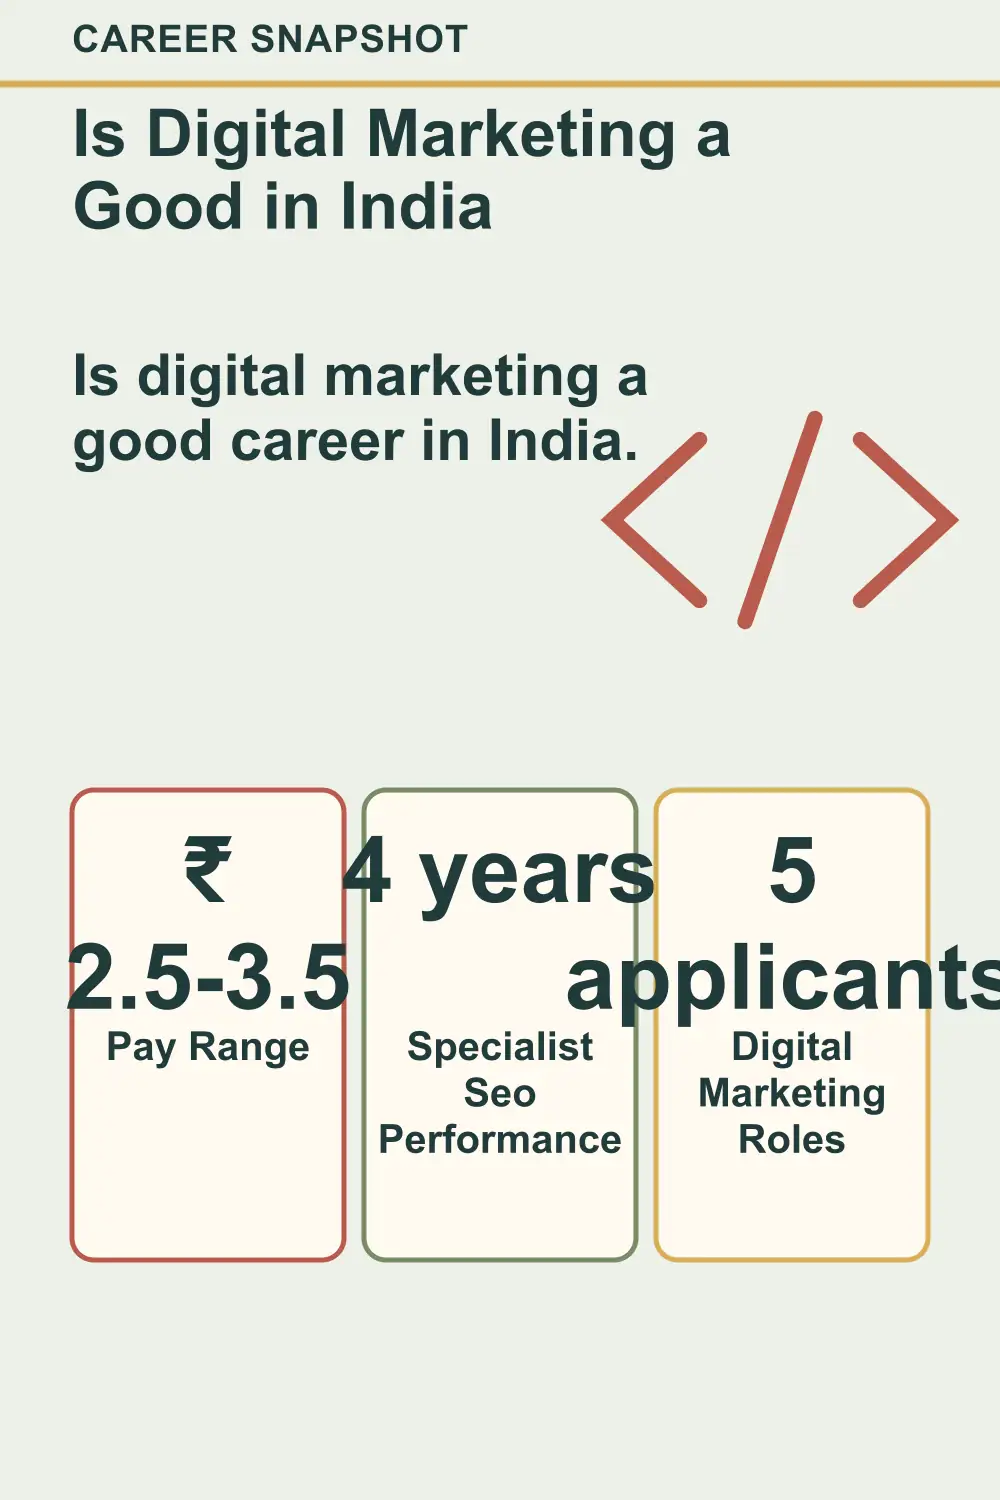 CAREER SNAPSHOT
Is Digital Marketing a
Good in India
Is digital marketing a
good career in India.
₹
2.5-3.5
Pay Range
4 years
Specialist
Seo
Performance
5
applicants
Digital
Marketing
Roles